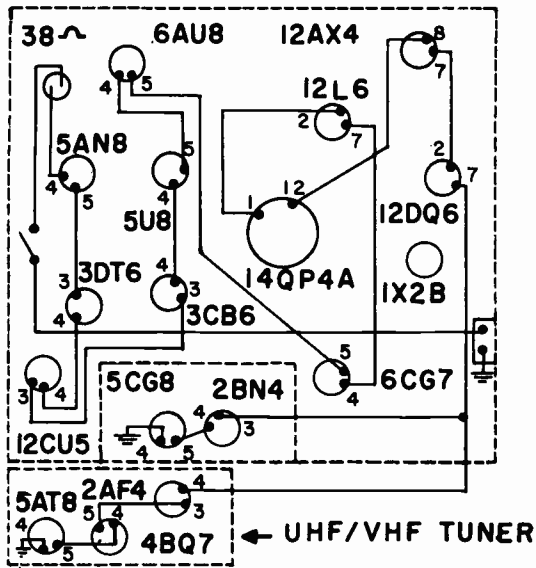 38 6AU8 12AX4
8
7
4 5
12L6
2
7
5AN8
4
5
5
4
5U8
2
7
12DQ6
1
12
14QP4A
1X2B
3DT6
3
4
4
3
3CB6
5
4
6CG7
5CG8 2BN4
3 4
12CU5
4 5
4 3
5AT8 2AF4
4
5
5 4
4
3
4BQ7
UHF/VHF TUNER